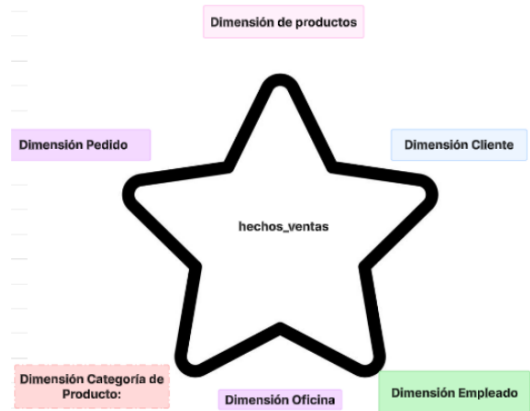 Dimensión de productos
Dimensión Pedido
Dimensión Cliente
hechos_ventas
Dimensión Categoría de
Producto:
Dimensión Oficina
Dimensión Empleado